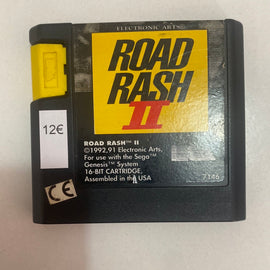 ELECTRONIC ARTS
ROAD
RASH
II
12€
ROAD RASH™ II
©1992,91 Electronic Arts,
For use with the Sega™
Genesis™ System
16-BIT CARTRIDGE,
Assembled in the USA
7146
CE